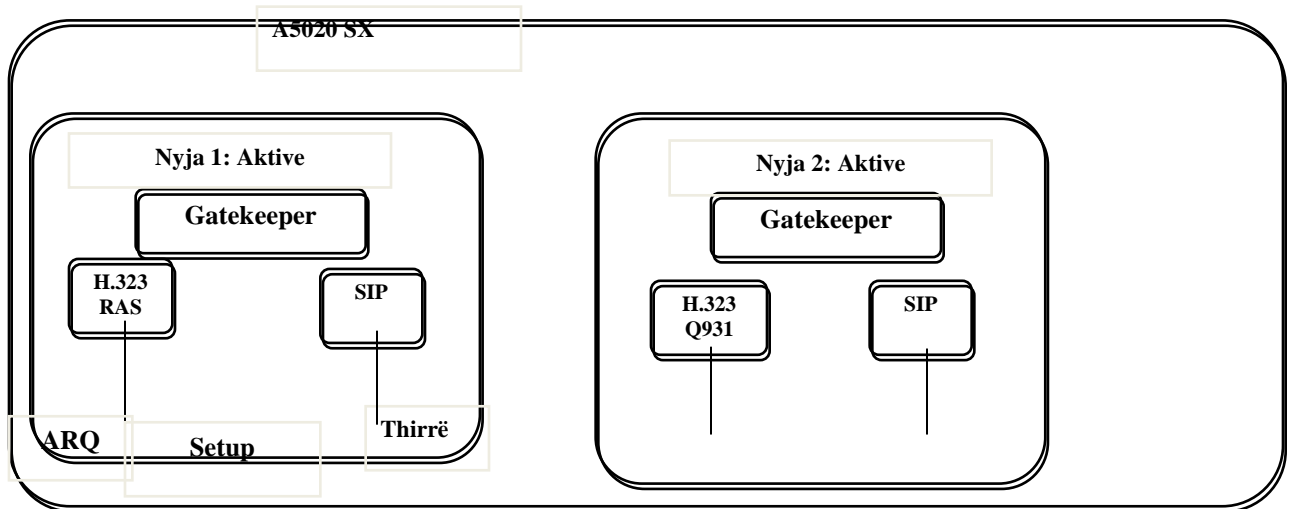 A5020 SX
Nyja 1: Aktive
Gatekeeper
H.323
RAS
SIP
ARQ
Setup
Thirrë
Nyja 2: Aktive
Gatekeeper
H.323
Q931
SIP